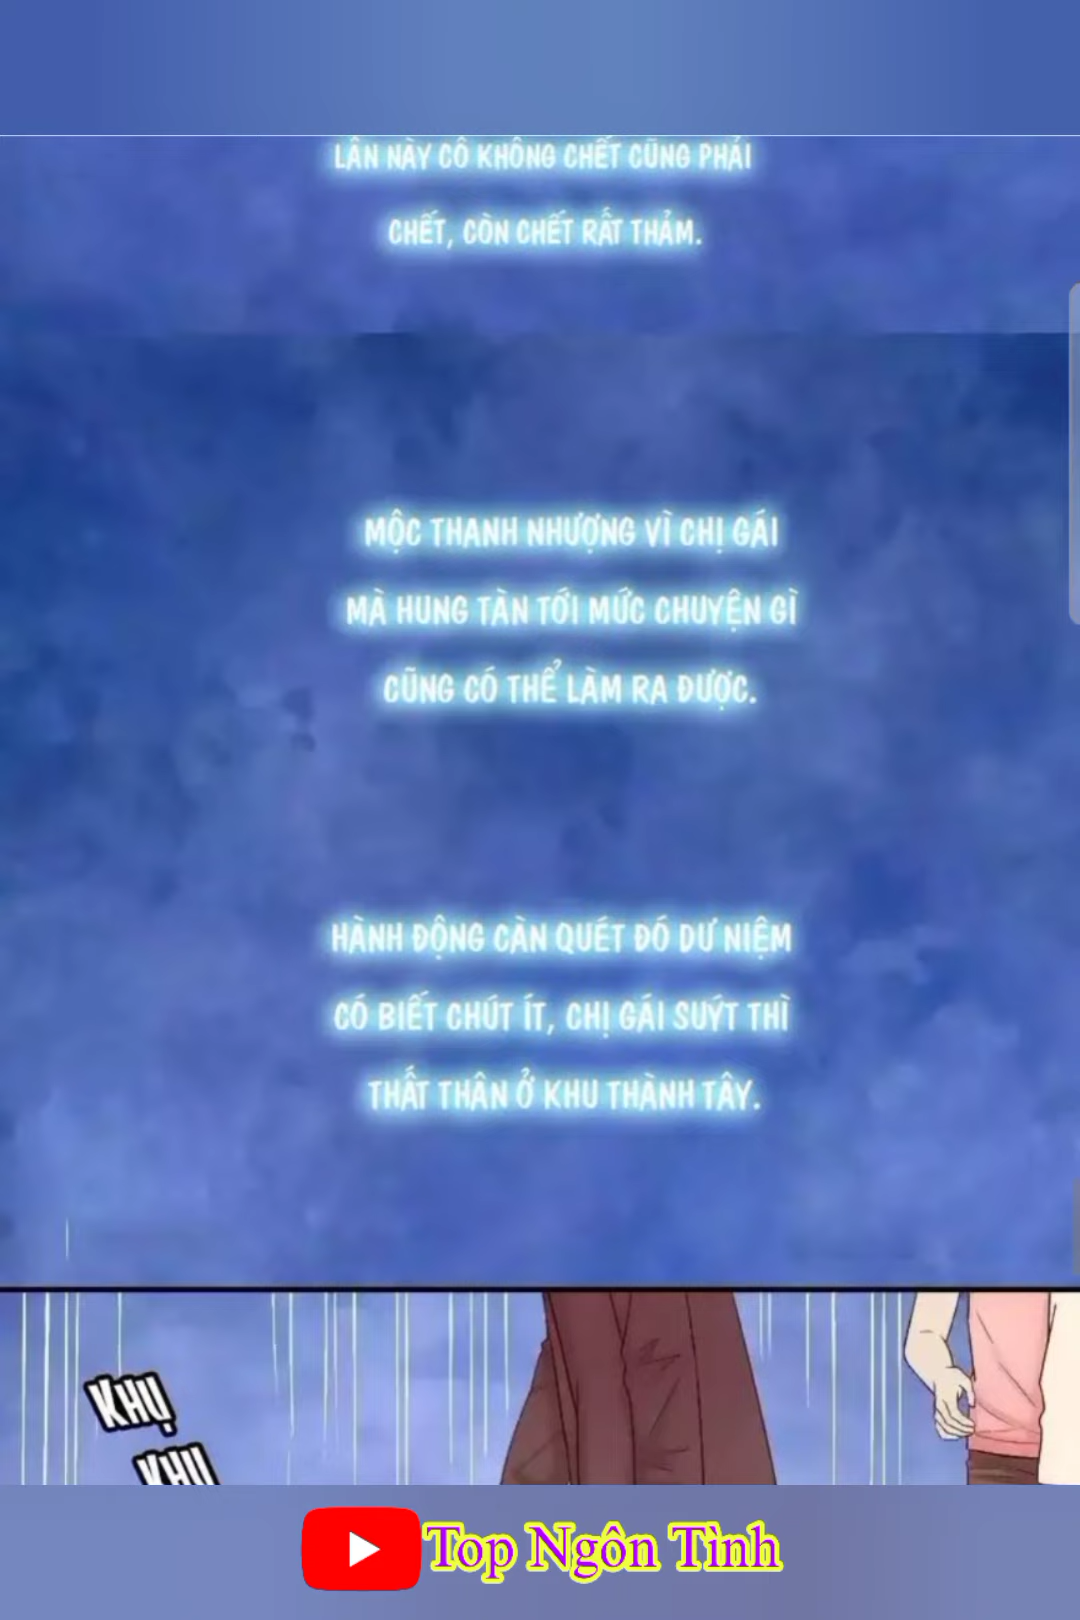 LẦN NÀY CÔ KHÔNG CHẾT CŨNG PHẢI
CHẾT, CÒN CHẾT RẤT THẢM.
MỘC THANH NHƯỢNG VÌ CHỊ GÁI
MÀ HUNG TÀN TỚI MỨC CHUYỆN GÌ
CŨNG CÓ THỂ LÀM RA ĐƯỢC.
HÀNH ĐỘNG CÀN QUÉT ĐÓ DƯ NIỆM
CÓ BIẾT CHÚT ÍT, CHỊ GÁI SUÝT THÌ
THẤT THÂN Ở KHU THÀNH TÂY.
KHỤ
KHỤ
Top Ngôn Tình